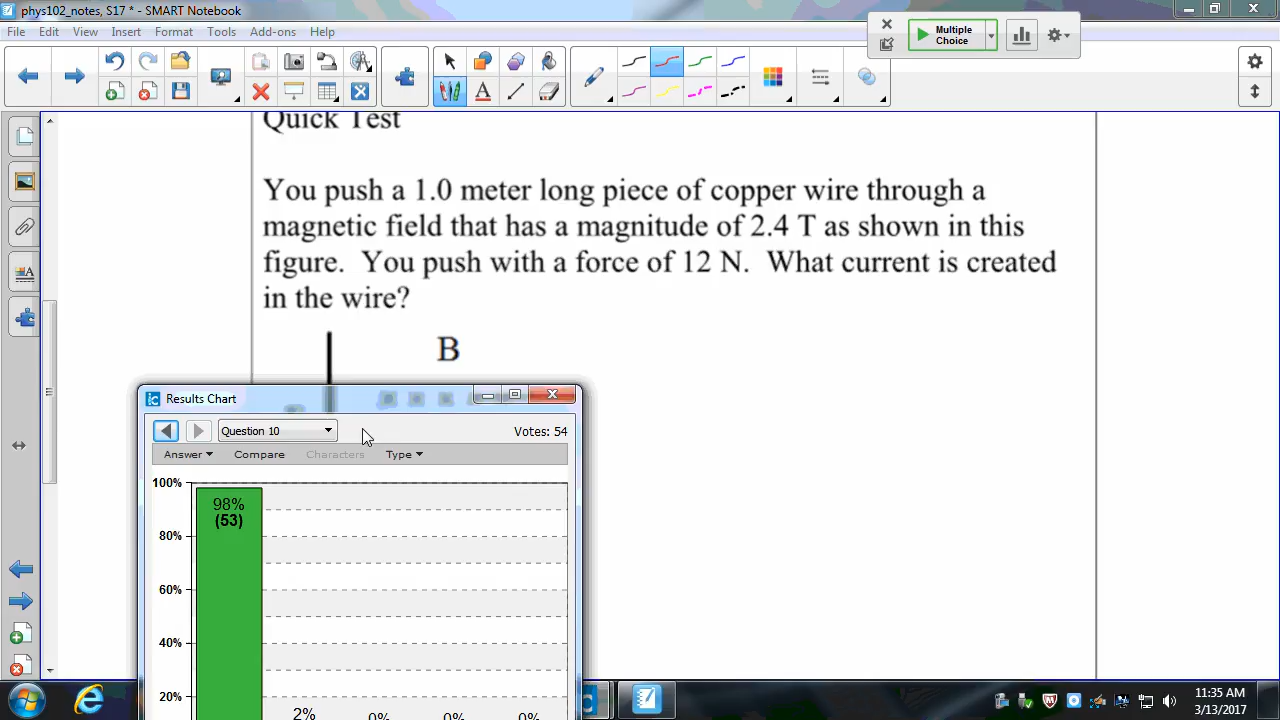 phys102_notes, S17 * - SMART Notebook
File Edit View Insert Format Tools Add-ons Help
Multiple
Choice
Quick Test
You push a 1.0 meter long piece of copper wire through a
magnetic field that has a magnitude of 2.4 T as shown in this
figure. You push with a force of 12 N. What current is created
in the wire?
B
Results Chart
Question 10
Votes: 54
Answer Compare Characters Type
100%
98%
(53)
80%
60%
40%
20%
2% 0% 0% 0%
11:35 AM
3/13/2017